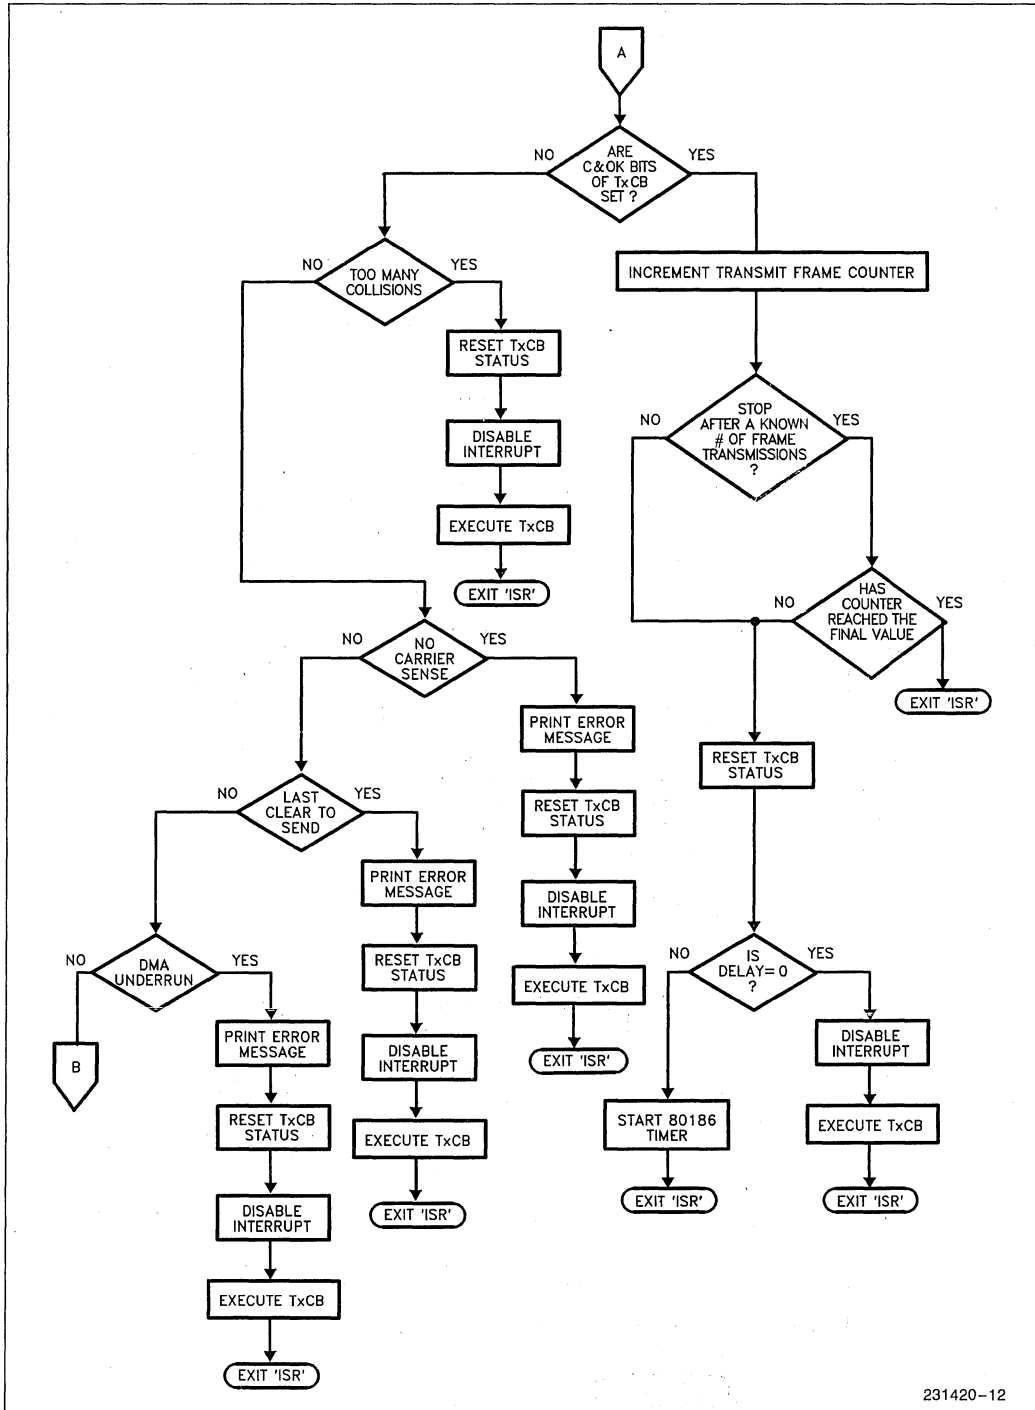 A
NO
ARE
C&OK BITS
OF TxCB
SET ?
YES
NO
TOO MANY
COLLISIONS
YES
INCREMENT TRANSMIT FRAME COUNTER
RESET TxCB
STATUS
DISABLE
INTERRUPT
EXECUTE TxCB
EXIT 'ISR'
NO
STOP
AFTER A KNOWN
# OF FRAME
TRANSMISSIONS
?
YES
NO
HAS
COUNTER
REACHED THE
FINAL VALUE
YES
EXIT 'ISR'
NO
NO
CARRIER
SENSE
YES
PRINT ERROR
MESSAGE
RESET TxCB
STATUS
DISABLE
INTERRUPT
EXECUTE TxCB
EXIT 'ISR'
RESET TxCB
STATUS
NO
IS
DELAY= 0
?
YES
START 80186
TIMER
EXIT 'ISR'
DISABLE
INTERRUPT
EXECUTE TxCB
EXIT 'ISR'
NO
LAST
CLEAR TO
SEND
YES
PRINT ERROR
MESSAGE
RESET TxCB
STATUS
DISABLE
INTERRUPT
EXECUTE TxCB
EXIT 'ISR'
NO
DMA
UNDERRUN
YES
B
PRINT ERROR
MESSAGE
RESET TxCB
STATUS
DISABLE
INTERRUPT
EXECUTE TxCB
EXIT 'ISR'
231420-12